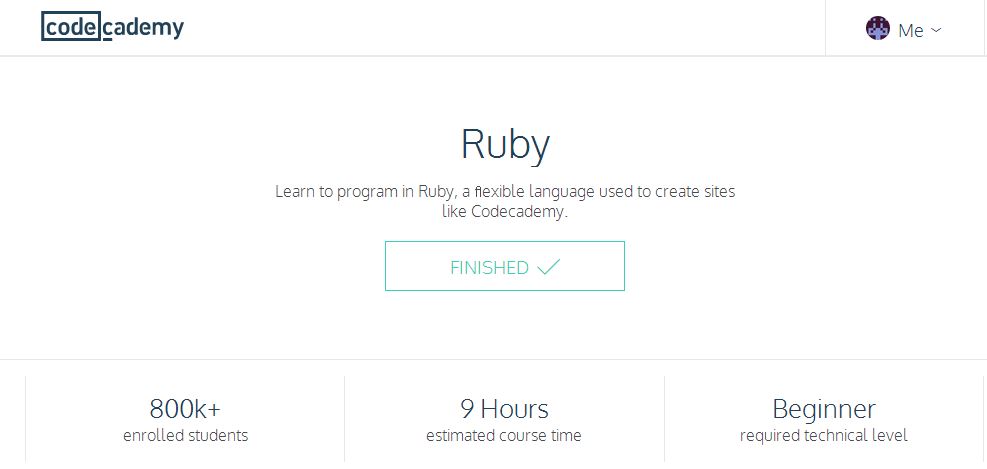 codecademy
Me
Ruby
Learn to program in Ruby, a flexible language used to create sites
like Codecademy.
FINISHED
800k+
enrolled students
9 Hours
estimated course time
Beginner
required technical level